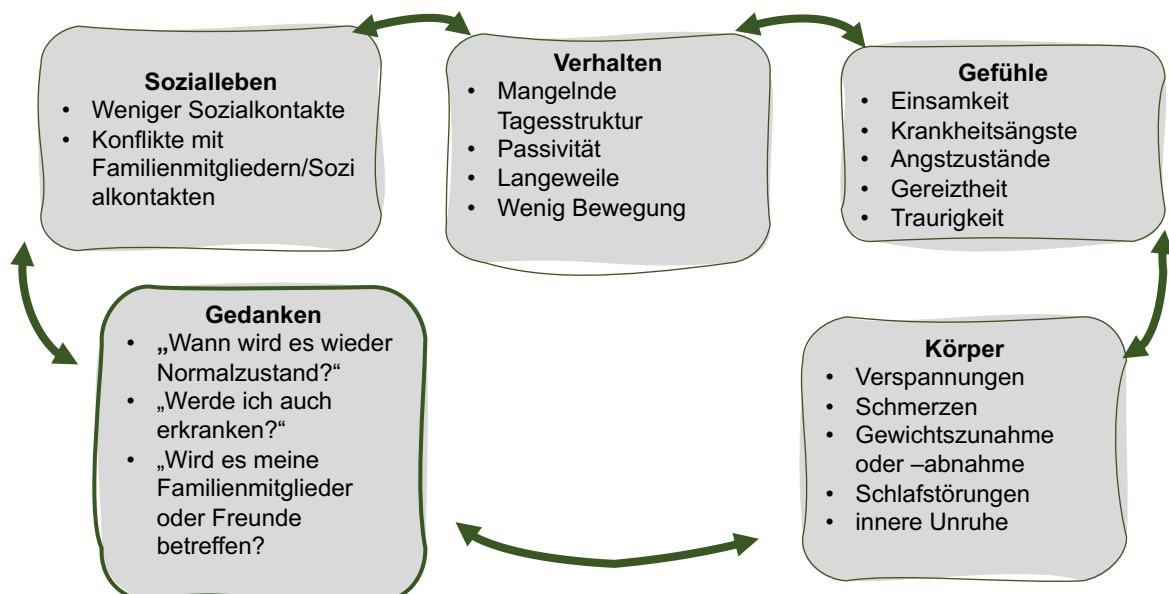 Sozialleben
• Weniger Sozialkontakte
• Konflikte mit
Familienmitgliedern/Sozi
alkontakten
Verhalten
• Mangelnde
Tagesstruktur
• Passivität
• Langeweile
• Wenig Bewegung
Gefühle
• Einsamkeit
• Krankheitsängste
• Angstzustände
• Gereiztheit
• Traurigkeit
Gedanken
• „Wann wird es wieder
Normalzustand?“
• „Werde ich auch
erkranken?“
• „Wird es meine
Familienmitglieder
oder Freunde
betreffen?
Körper
• Verspannungen
• Schmerzen
• Gewichtszunahme
oder –abnahme
• Schlafstörungen
• innere Unruhe